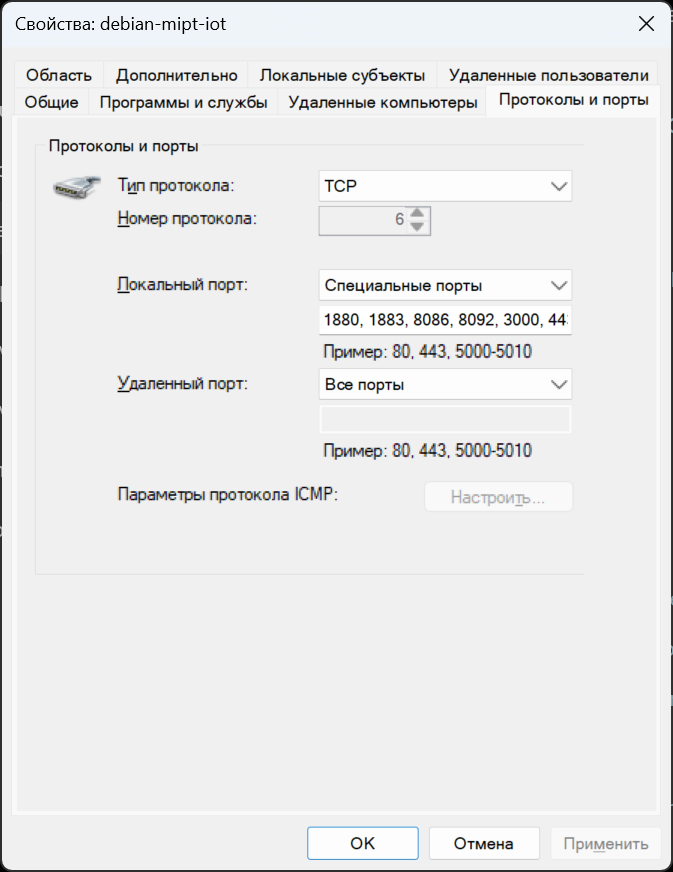 Свойства: debian-mipt-iot
Область Дополнительно Локальные субъекты Удаленные пользователи
Общие Программы и службы Удаленные компьютеры Протоколы и порты
Протоколы и порты
Тип протокола: TCP
Номер протокола: 6
Локальный порт: Специальные порты
1880, 1883, 8086, 8092, 3000, 44
Пример: 80, 443, 5000-5010
Удаленный порт: Все порты
Пример: 80, 443, 5000-5010
Параметры протокола ICMP: Настроить...
OK Отмена Применить